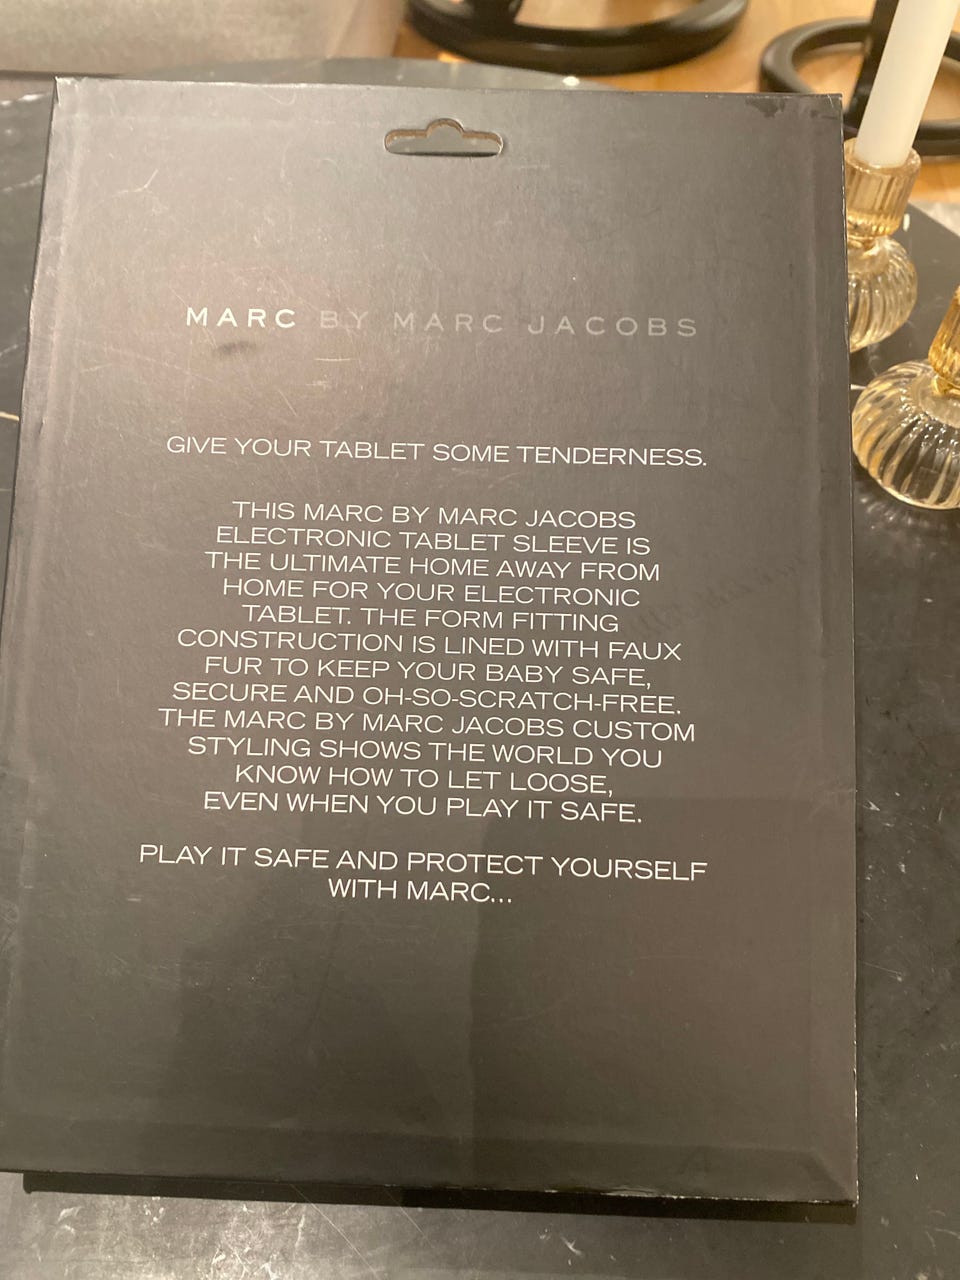 MARC BY MARC JACOBS
GIVE YOUR TABLET SOME TENDERNESS.
THIS MARC BY MARC JACOBS
ELECTRONIC TABLET SLEEVE IS
THE ULTIMATE HOME AWAY FROM
HOME FOR YOUR ELECTRONIC
TABLET. THE FORM FITTING
CONSTRUCTION IS LINED WITH FAUX
FUR TO KEEP YOUR BABY SAFE,
SECURE AND OH-SO-SCRATCH-FREE.
THE MARC BY MARC JACOBS CUSTOM
STYLING SHOWS THE WORLD YOU
KNOW HOW TO LET LOOSE,
EVEN WHEN YOU PLAY IT SAFE.
PLAY IT SAFE AND PROTECT YOURSELF
WITH MARC...